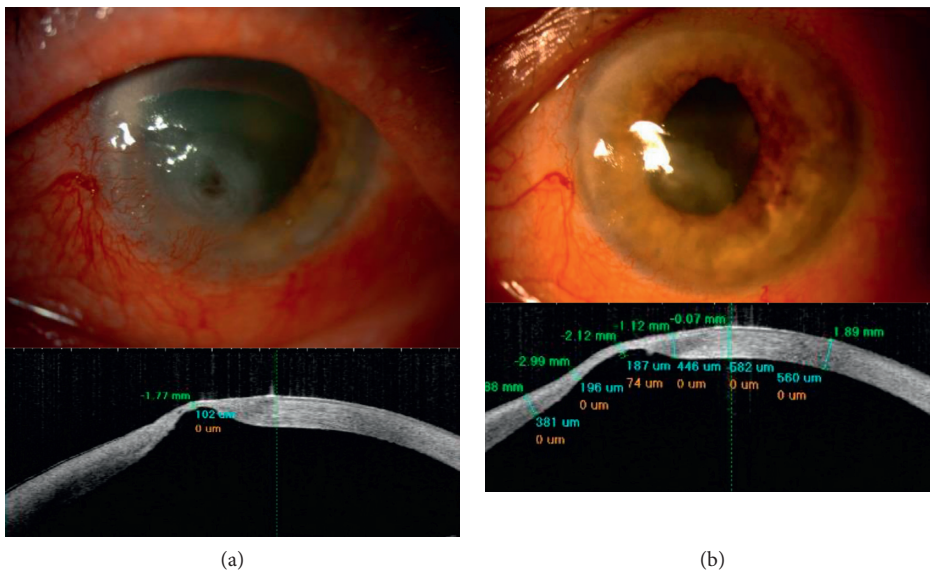 -1.77 mm
102 um
0 um
(a)
-0.07 mm
-1.12 mm
-2.12 mm
1.89 mm
-2.99 mm
88 mm
187 um
446 um
582 um
560 um
196 um
74 um
0 um
0 um
0 um
0 um
381 um
0 um
(b)